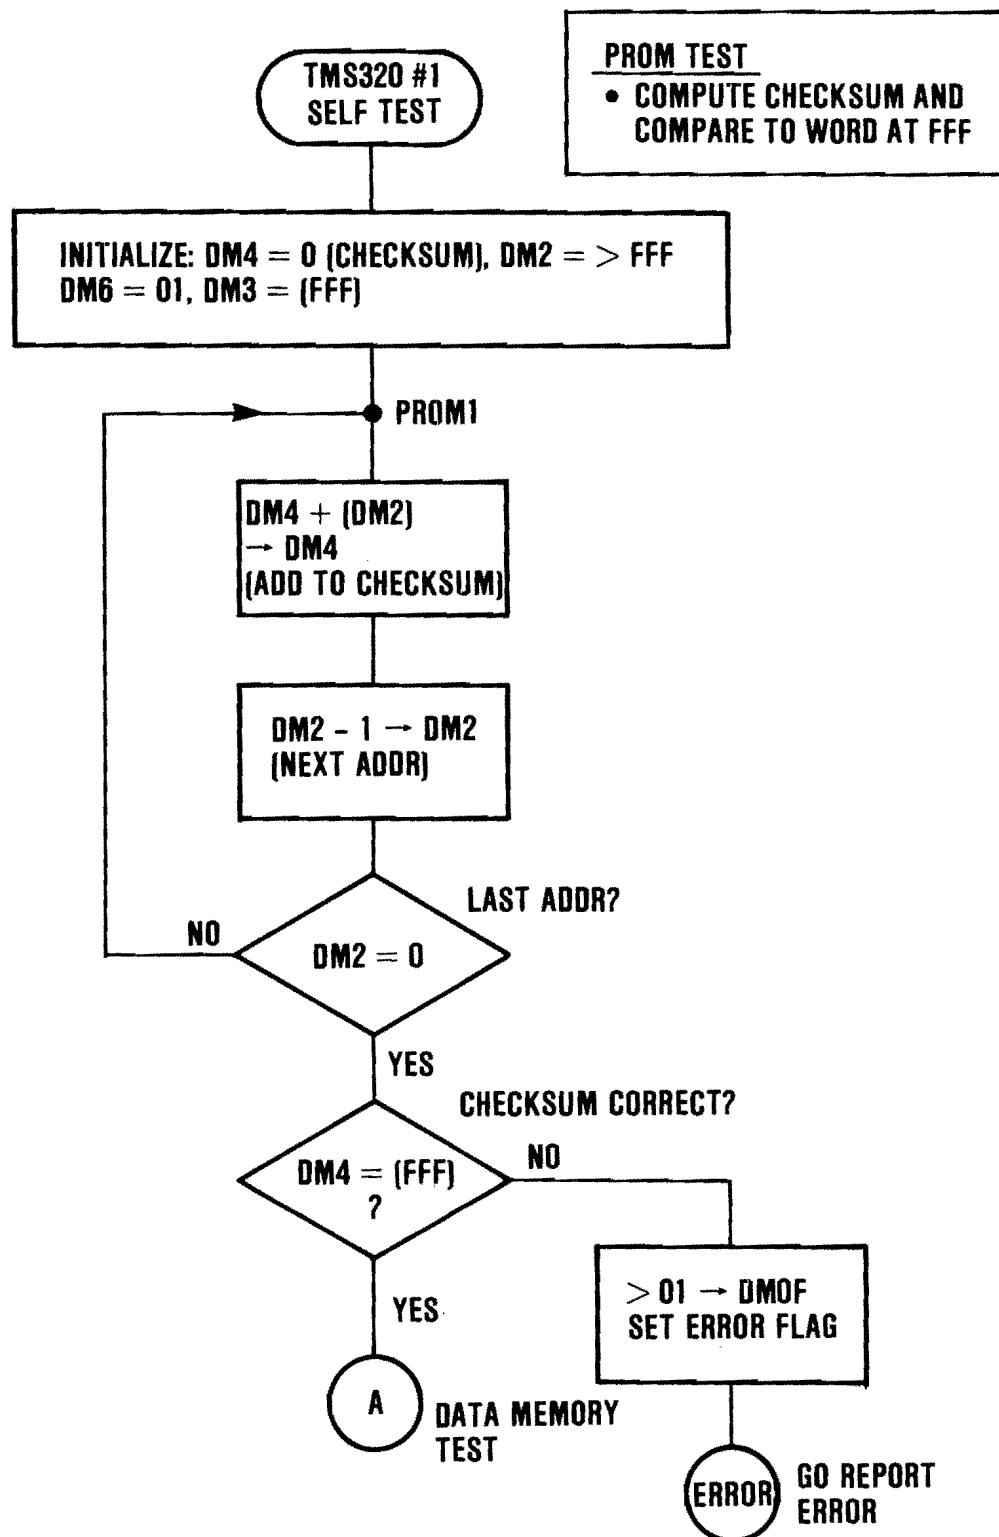 TMS320 #1
SELF TEST
PROM TEST
• COMPUTE CHECKSUM AND
COMPARE TO WORD AT FFF
INITIALIZE: DM4 = 0 (CHECKSUM), DM2 = > FFF
DM6 = 01, DM3 = (FFF)
PROM1
DM4 + (DM2)
→ DM4
(ADD TO CHECKSUM)
DM2 - 1 → DM2
(NEXT ADDR)
LAST ADDR?
NO
DM2 = 0
YES
CHECKSUM CORRECT?
DM4 = (FFF)
?
NO
> 01 → DM0F
SET ERROR FLAG
YES
A
DATA MEMORY
TEST
ERROR
GO REPORT
ERROR